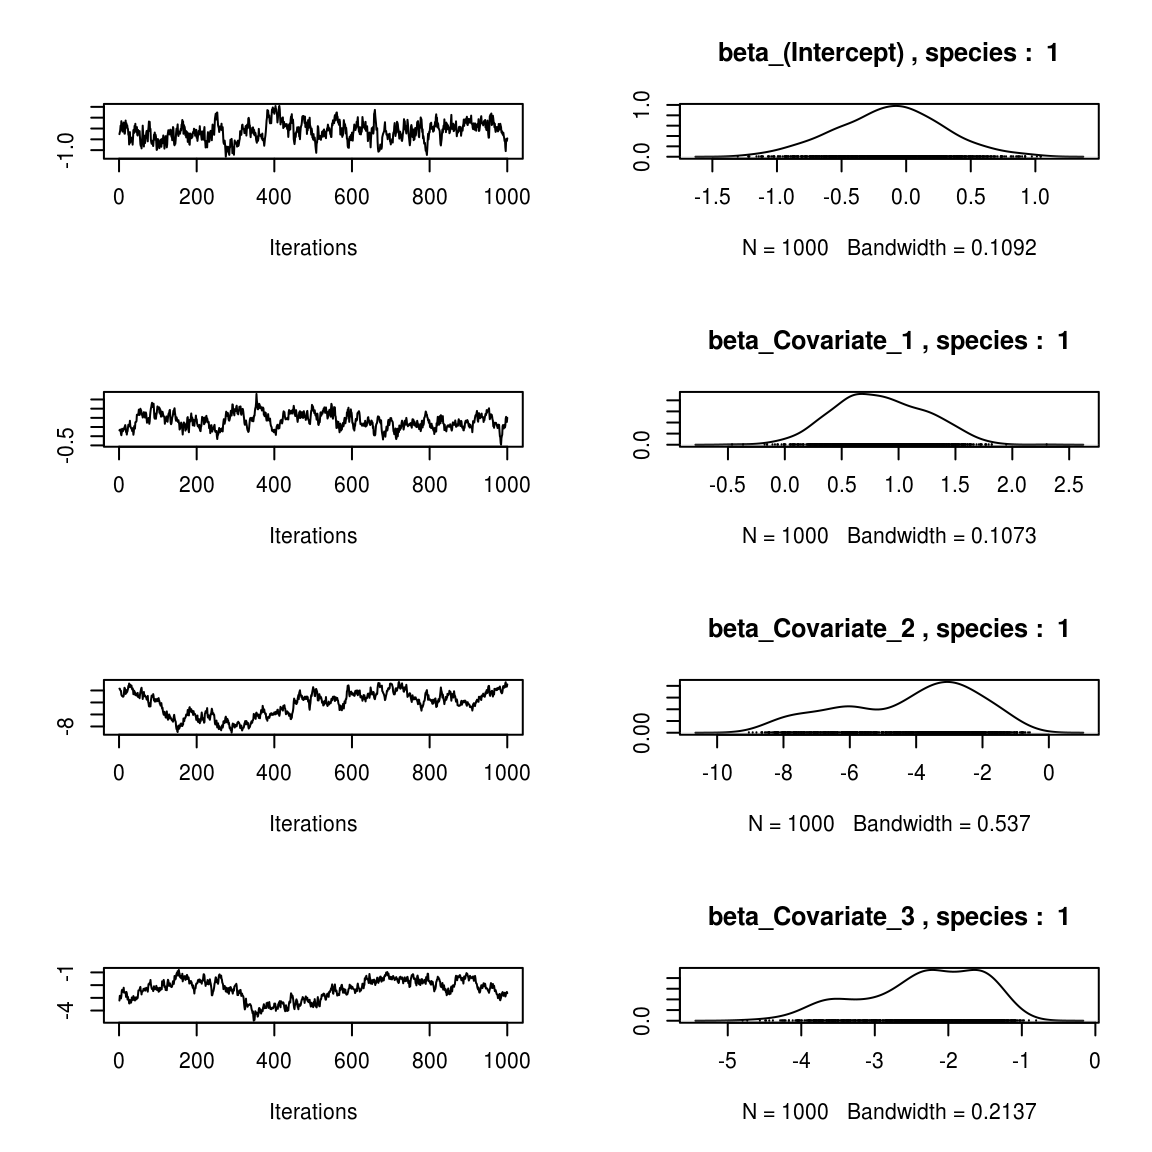 beta_(Intercept) , species :  1
-1.0
0 200 400 600 800 1000
Iterations
0.0 1.0
-1.5 -1.0 -0.5 0.0 0.5 1.0
N = 1000   Bandwidth = 0.1092
beta_Covariate_1 , species :  1
-0.5
0 200 400 600 800 1000
Iterations
0.0
-0.5 0.0 0.5 1.0 1.5 2.0 2.5
N = 1000   Bandwidth = 0.1073
beta_Covariate_2 , species :  1
-8
0 200 400 600 800 1000
Iterations
0.00
-10 -8 -6 -4 -2 0
N = 1000   Bandwidth = 0.537
beta_Covariate_3 , species :  1
-4 -1
0 200 400 600 800 1000
Iterations
0.0
-5 -4 -3 -2 -1 0
N = 1000   Bandwidth = 0.2137